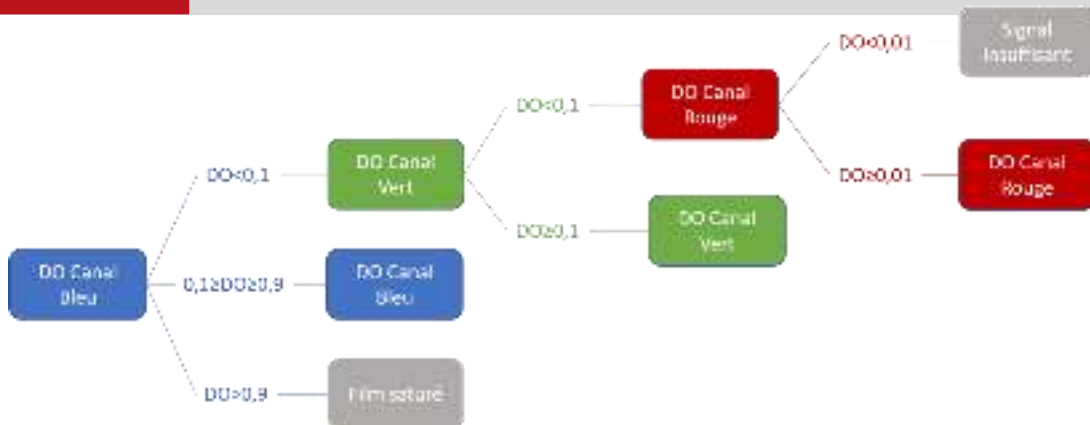 Signal
Insuffisant
DO<0,01
DO Canal
Rouge
DO<0,1
DO Canal
Vert
DO<0,1
DO≥0,01
DO Canal
Rouge
DO≥0,1
DO Canal
Vert
DO Canal
Bleu
0,1≥DO≥0,9
DO Canal
Bleu
DO>0,9
Film saturé